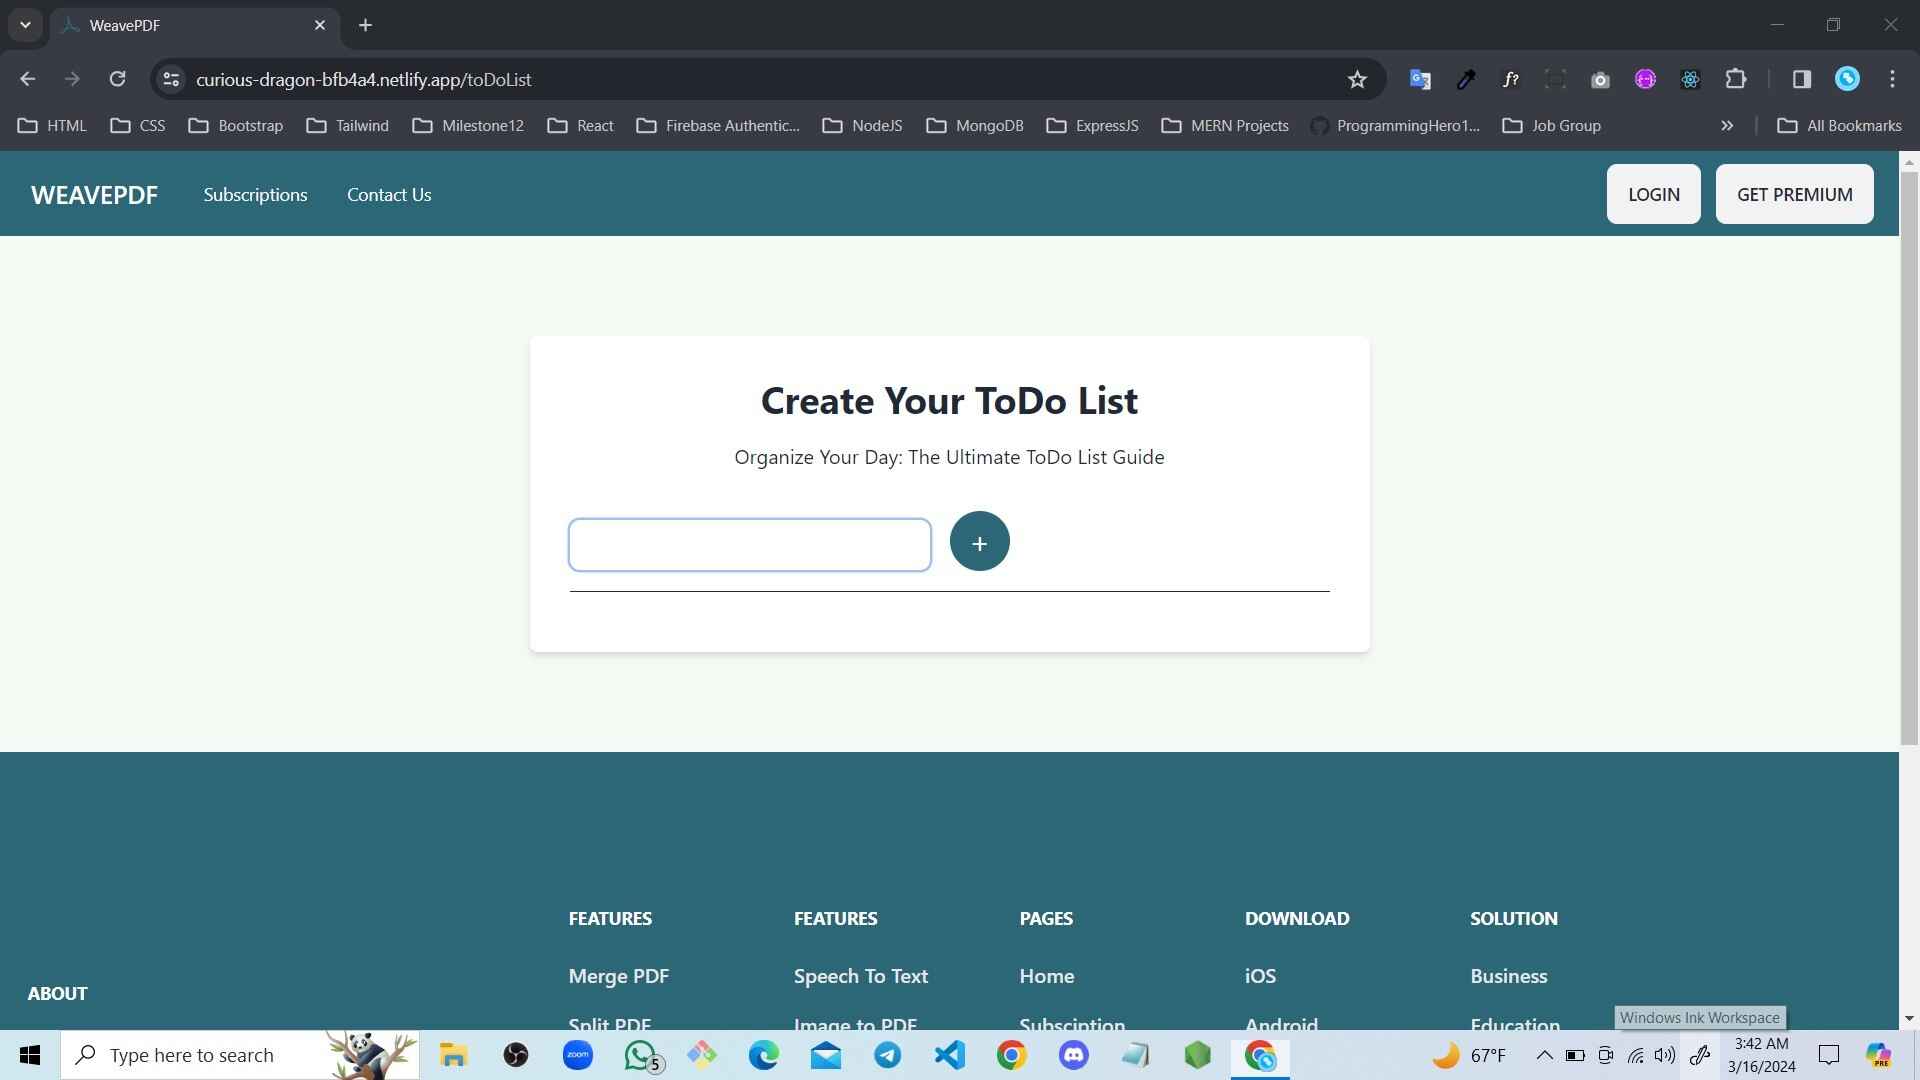 WeavePDF
curious-dragon-bfb4a4.netlify.app/toDoList
HTML CSS Bootstrap Tailwind Milestone12 React Firebase Authentic... NodeJS MongoDB ExpressJS MERN Projects ProgrammingHero1... Job Group » All Bookmarks
WEAVEPDF Subscriptions Contact Us LOGIN GET PREMIUM
Create Your ToDo List
Organize Your Day: The Ultimate ToDo List Guide
+
FEATURES FEATURES PAGES DOWNLOAD SOLUTION
Merge PDF Speech To Text Home iOS Business
ABOUT
Split PDF Image to PDF Subsciption Android Education
Windows Ink Workspace
Type here to search
zoom
5
67°F
3:42 AM
3/16/2024
PRE